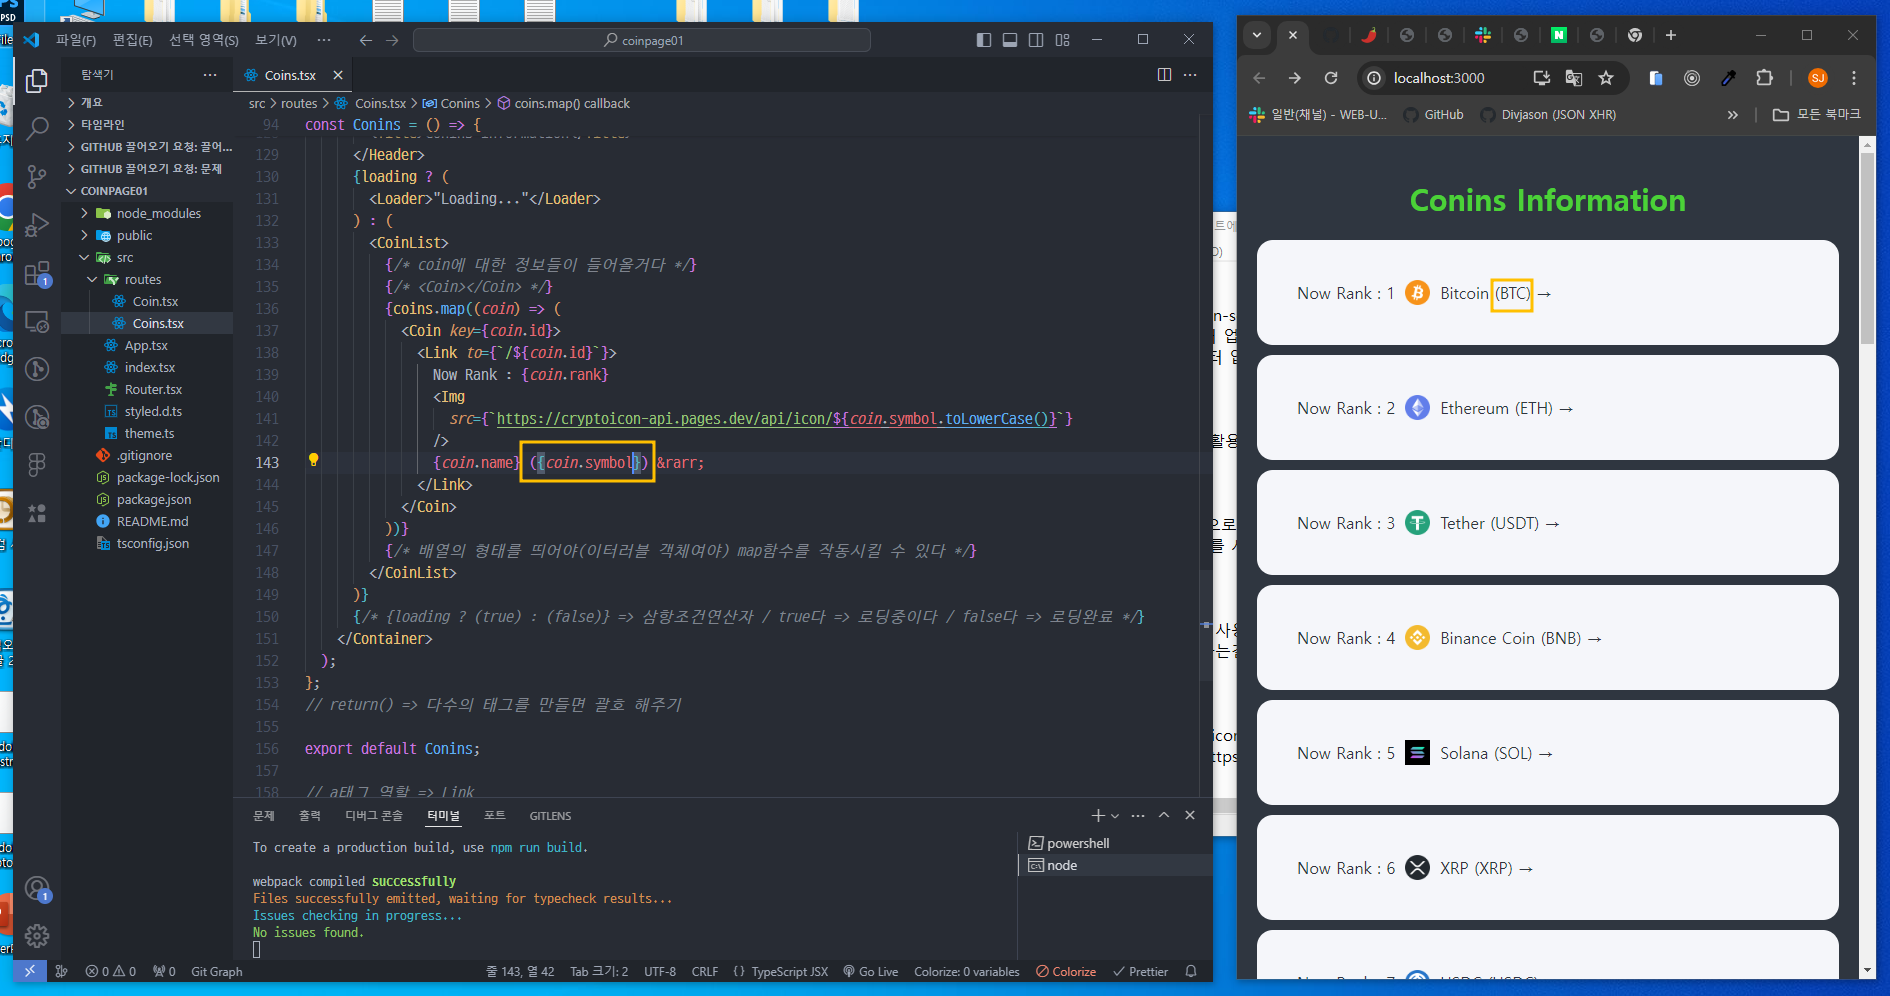 파일(F) 편집(E) 선택 영역(S) 보기(V) ···
coinpage01
탐색기
개요
타임라인
GITHUB 끌어오기 요청: 끌어...
GITHUB 끌어오기 요청: 문제
COINPAGE01
node_modules
public
src
routes
Coin.tsx
Coins.tsx
App.tsx
index.tsx
Router.tsx
styled.d.ts
theme.ts
.gitignore
package-lock.json
package.json
README.md
tsconfig.json
Coins.tsx
src > routes > Coins.tsx > Conins > coins.map() callback
94 const Conins = () => {
129 </Header>
130 {loading ? (
131 <Loader>"Loading..."</Loader>
132 ) : (
133 <CoinList>
134 {/* coin에 대한 정보들이 들어올거다 */}
135 {/* <Coin></Coin> */}
136 {coins.map((coin) => (
137 <Coin key={coin.id}>
138 <Link to={`/${coin.id}`}>
139 Now Rank : {coin.rank}
140 <Img
141 src={`https://cryptoicon-api.pages.dev/api/icon/${coin.symbol.toLowerCase()}`}
142 />
143 {coin.name} ({coin.symbol}) &rarr;
144 </Link>
145 </Coin>
146 ))}
147 {/* 배열의 형태를 띄어야(이터러블 객체여야) map함수를 작동시킬 수 있다 */}
148 </CoinList>
149 )}
150 {/* {loading ? (true) : (false)} => 삼항조건연산자 / true다 => 로딩중이다 / false다 => 로딩완료 */}
151 </Container>
152 );
153 };
154 // return() => 다수의 태그를 만들면 괄호 해주기
155
156 export default Conins;
157
158 // a태그 역할 => Link
문제 출력 디버그 콘솔 터미널 포트 GITLENS
To create a production build, use npm run build.
webpack compiled successfully
Files successfully emitted, waiting for typecheck results...
Issues checking in progress...
No issues found.
powershell
node
0 0 0 Git Graph
줄 143, 열 42 Tab 크기: 2 UTF-8 CRLF {} TypeScript JSX Go Live Colorize: 0 variables Colorize Prettier
localhost:3000
SJ
일반(채널) - WEB-U... GitHub Divjason (JSON XHR) » 모든 북마크
Conins Information
Now Rank : 1 Bitcoin (BTC) →
Now Rank : 2 Ethereum (ETH) →
Now Rank : 3 Tether (USDT) →
Now Rank : 4 Binance Coin (BNB) →
Now Rank : 5 Solana (SOL) →
Now Rank : 6 XRP (XRP) →